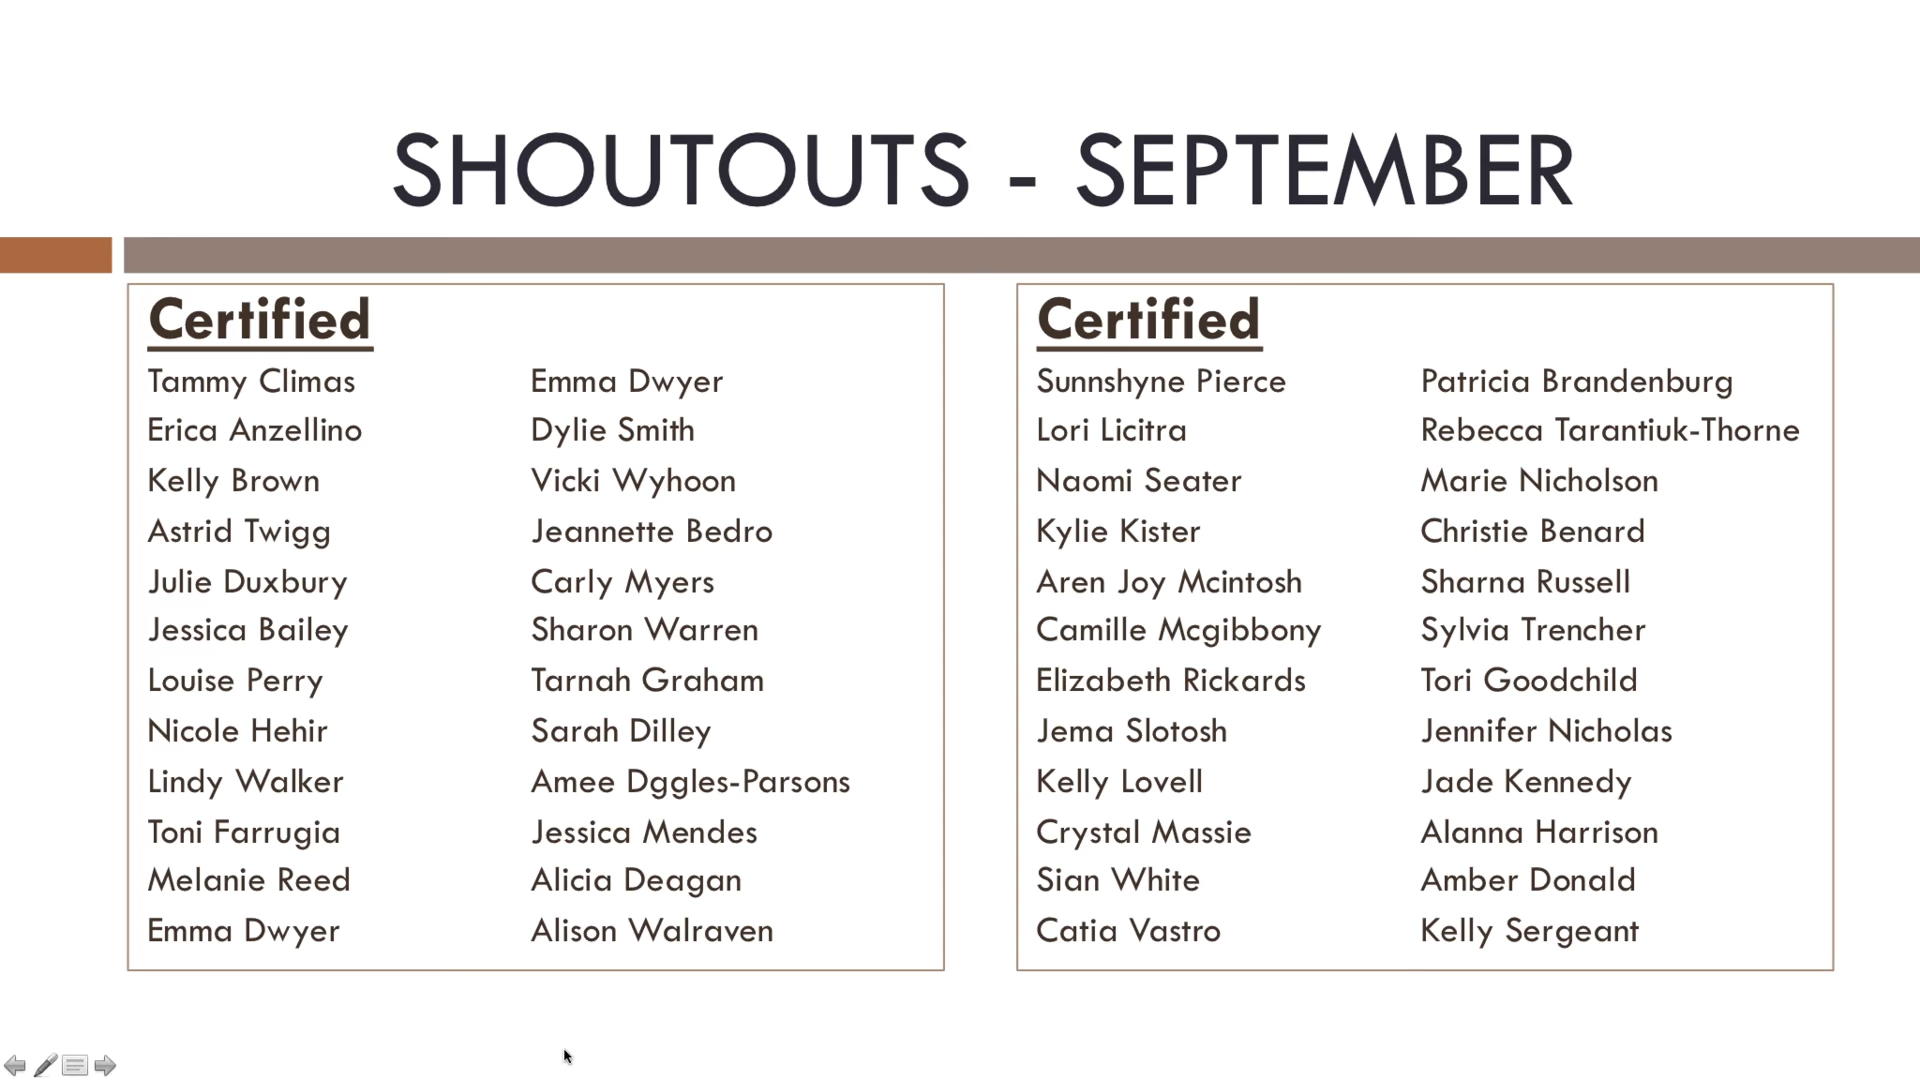 SHOUTOUTS - SEPTEMBER
Certified
Tammy Climas
Erica Anzellino
Kelly Brown
Astrid Twigg
Julie Duxbury
Jessica Bailey
Louise Perry
Nicole Hehir
Lindy Walker
Toni Farrugia
Melanie Reed
Emma Dwyer
Emma Dwyer
Dylie Smith
Vicki Wyhoon
Jeannette Bedro
Carly Myers
Sharon Warren
Tarnah Graham
Sarah Dilley
Amee Dggles-Parsons
Jessica Mendes
Alicia Deagan
Alison Walraven
Certified
Sunnshyne Pierce
Lori Licitra
Naomi Seater
Kylie Kister
Aren Joy Mcintosh
Camille Mcgibbony
Elizabeth Rickards
Jema Slotosh
Kelly Lovell
Crystal Massie
Sian White
Catia Vastro
Patricia Brandenburg
Rebecca Tarantiuk-Thorne
Marie Nicholson
Christie Benard
Sharna Russell
Sylvia Trencher
Tori Goodchild
Jennifer Nicholas
Jade Kennedy
Alanna Harrison
Amber Donald
Kelly Sergeant